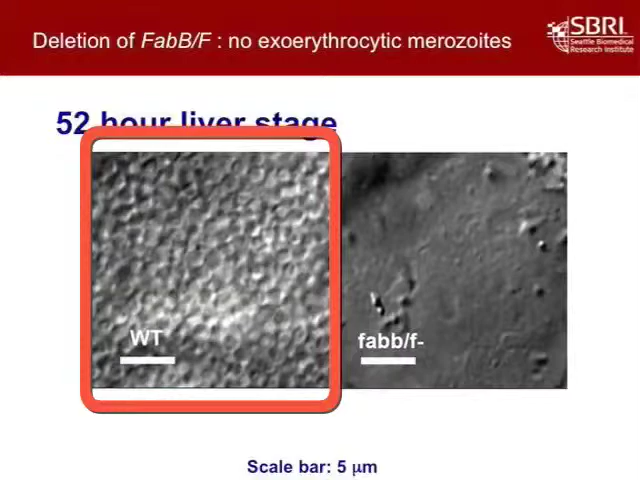 Deletion of FabB/F : no exoerythrocytic merozoites
SBRI
Seattle Biomedical
Research Institute
52 hour liver stage
WT
fabb/f-
Scale bar: 5 μm